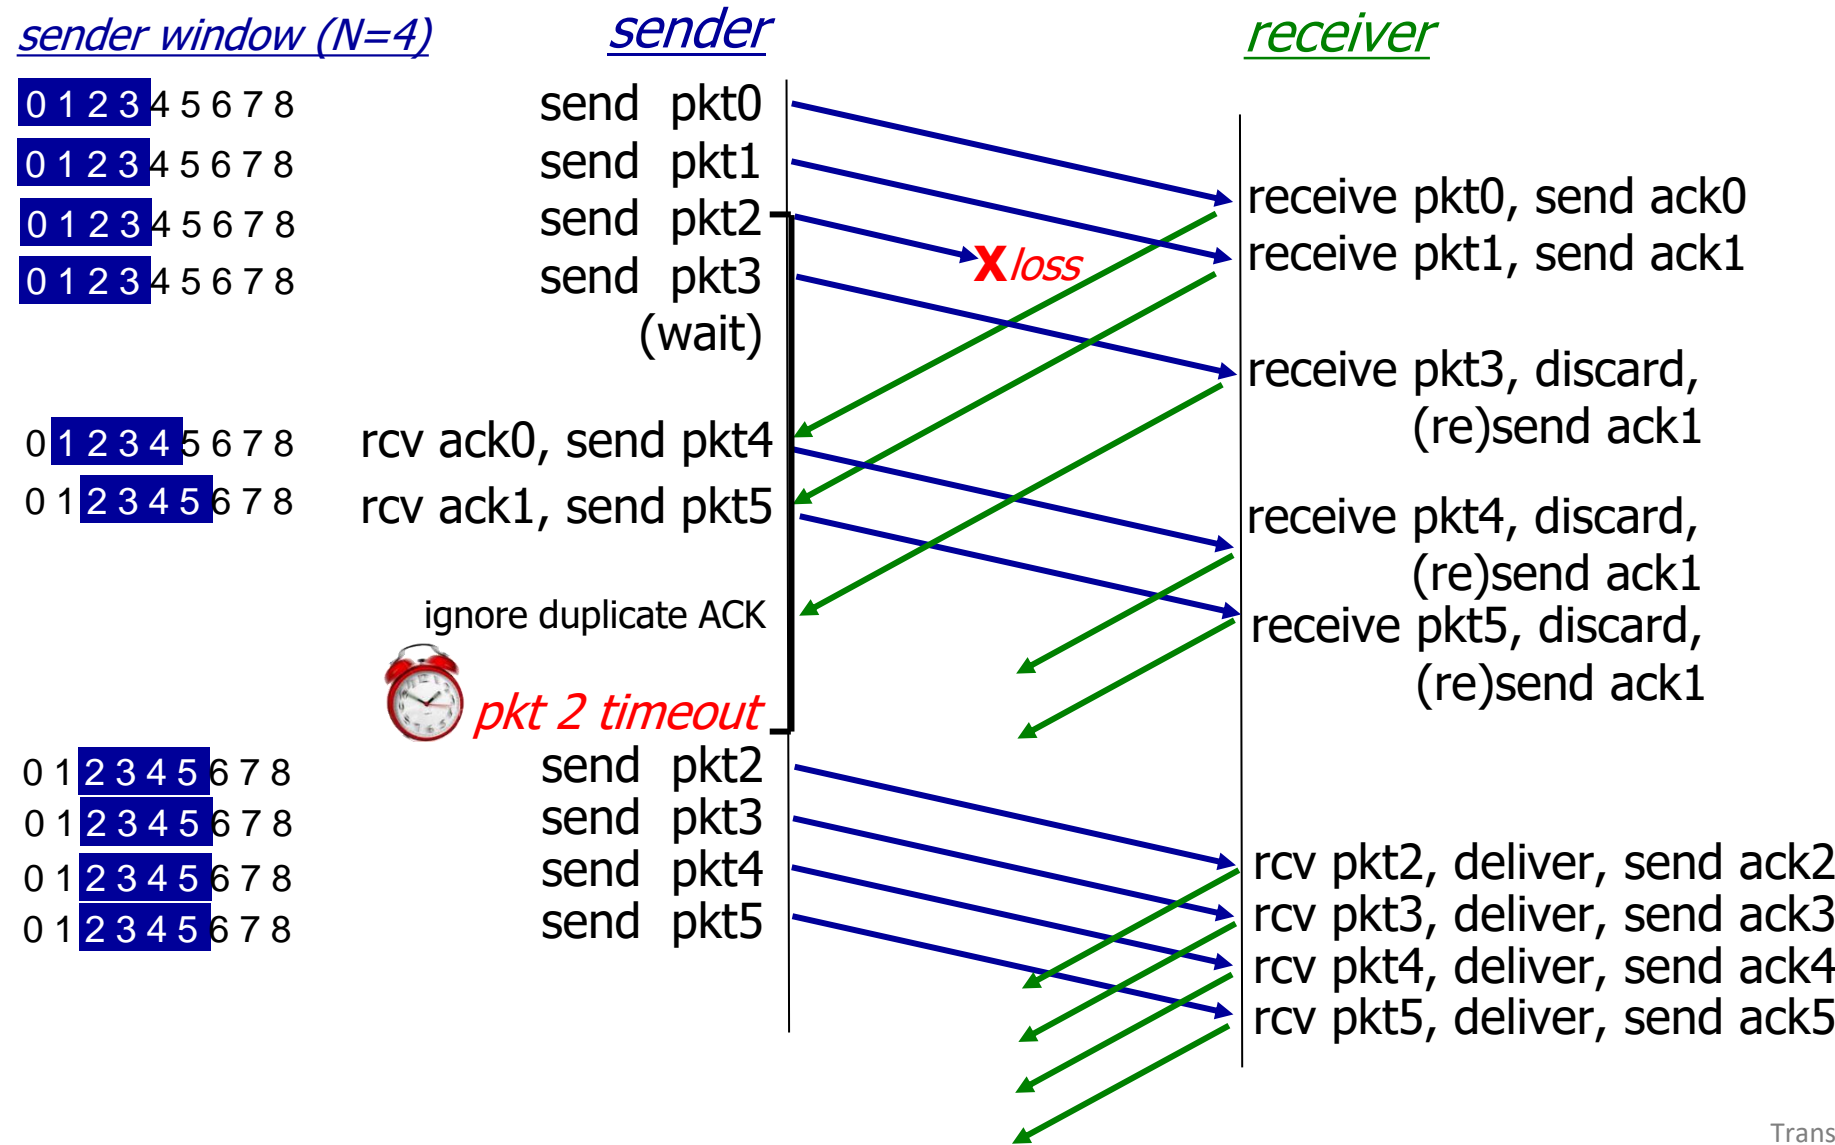 sender window (N=4)
sender
receiver
0 1 2 3 4 5 6 7 8
send pkt0
0 1 2 3 4 5 6 7 8
send pkt1
receive pkt0, send ack0
0 1 2 3 4 5 6 7 8
send pkt2
X loss
receive pkt1, send ack1
0 1 2 3 4 5 6 7 8
send pkt3
(wait)
receive pkt3, discard,
(re)send ack1
0 1 2 3 4 5 6 7 8
rcv ack0, send pkt4
0 1 2 3 4 5 6 7 8
rcv ack1, send pkt5
receive pkt4, discard,
(re)send ack1
ignore duplicate ACK
receive pkt5, discard,
(re)send ack1
pkt 2 timeout
0 1 2 3 4 5 6 7 8
send pkt2
0 1 2 3 4 5 6 7 8
send pkt3
0 1 2 3 4 5 6 7 8
send pkt4
rcv pkt2, deliver, send ack2
0 1 2 3 4 5 6 7 8
send pkt5
rcv pkt3, deliver, send ack3
rcv pkt4, deliver, send ack4
rcv pkt5, deliver, send ack5
Trans